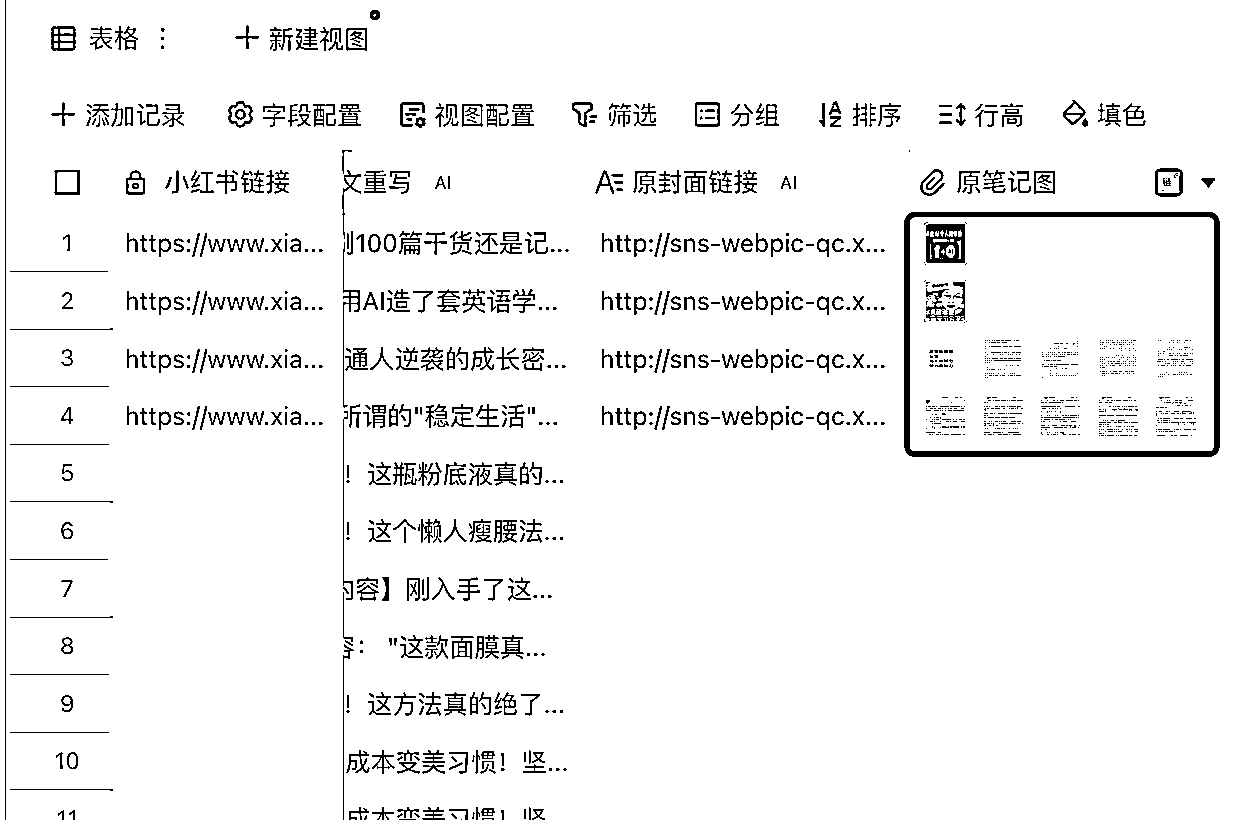 表格 新建视图
添加记录 字段配置 视图配置 筛选 分组 排序 行高 填色
小红书链接 文重写 AI 原封面链接 AI 原笔记图
1 https://www.xia... 别100篇干货还是记... http://sns-webpic-qc.x...
2 https://www.xia... 用AI造了套英语学... http://sns-webpic-qc.x...
3 https://www.xia... 通人逆袭的成长密... http://sns-webpic-qc.x...
4 https://www.xia... 所谓的"稳定生活"... http://sns-webpic-qc.x...
5 ！这瓶粉底液真的...
6 ！这个懒人瘦腰法...
7 内容】刚入手了这...
8 容："这款面膜真...
9 ！这方法真的绝了...
10 成本变美习惯！坚...
11 成本变美习惯！坚...